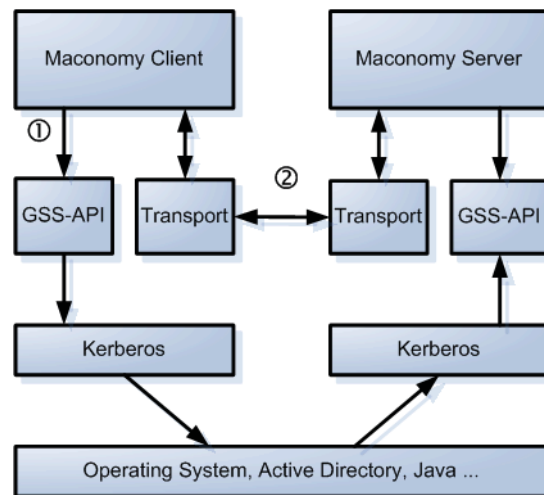 Maconomy Client
Maconomy Server
①
②
GSS-API
Transport
Transport
GSS-API
Kerberos
Kerberos
Operating System, Active Directory, Java ...